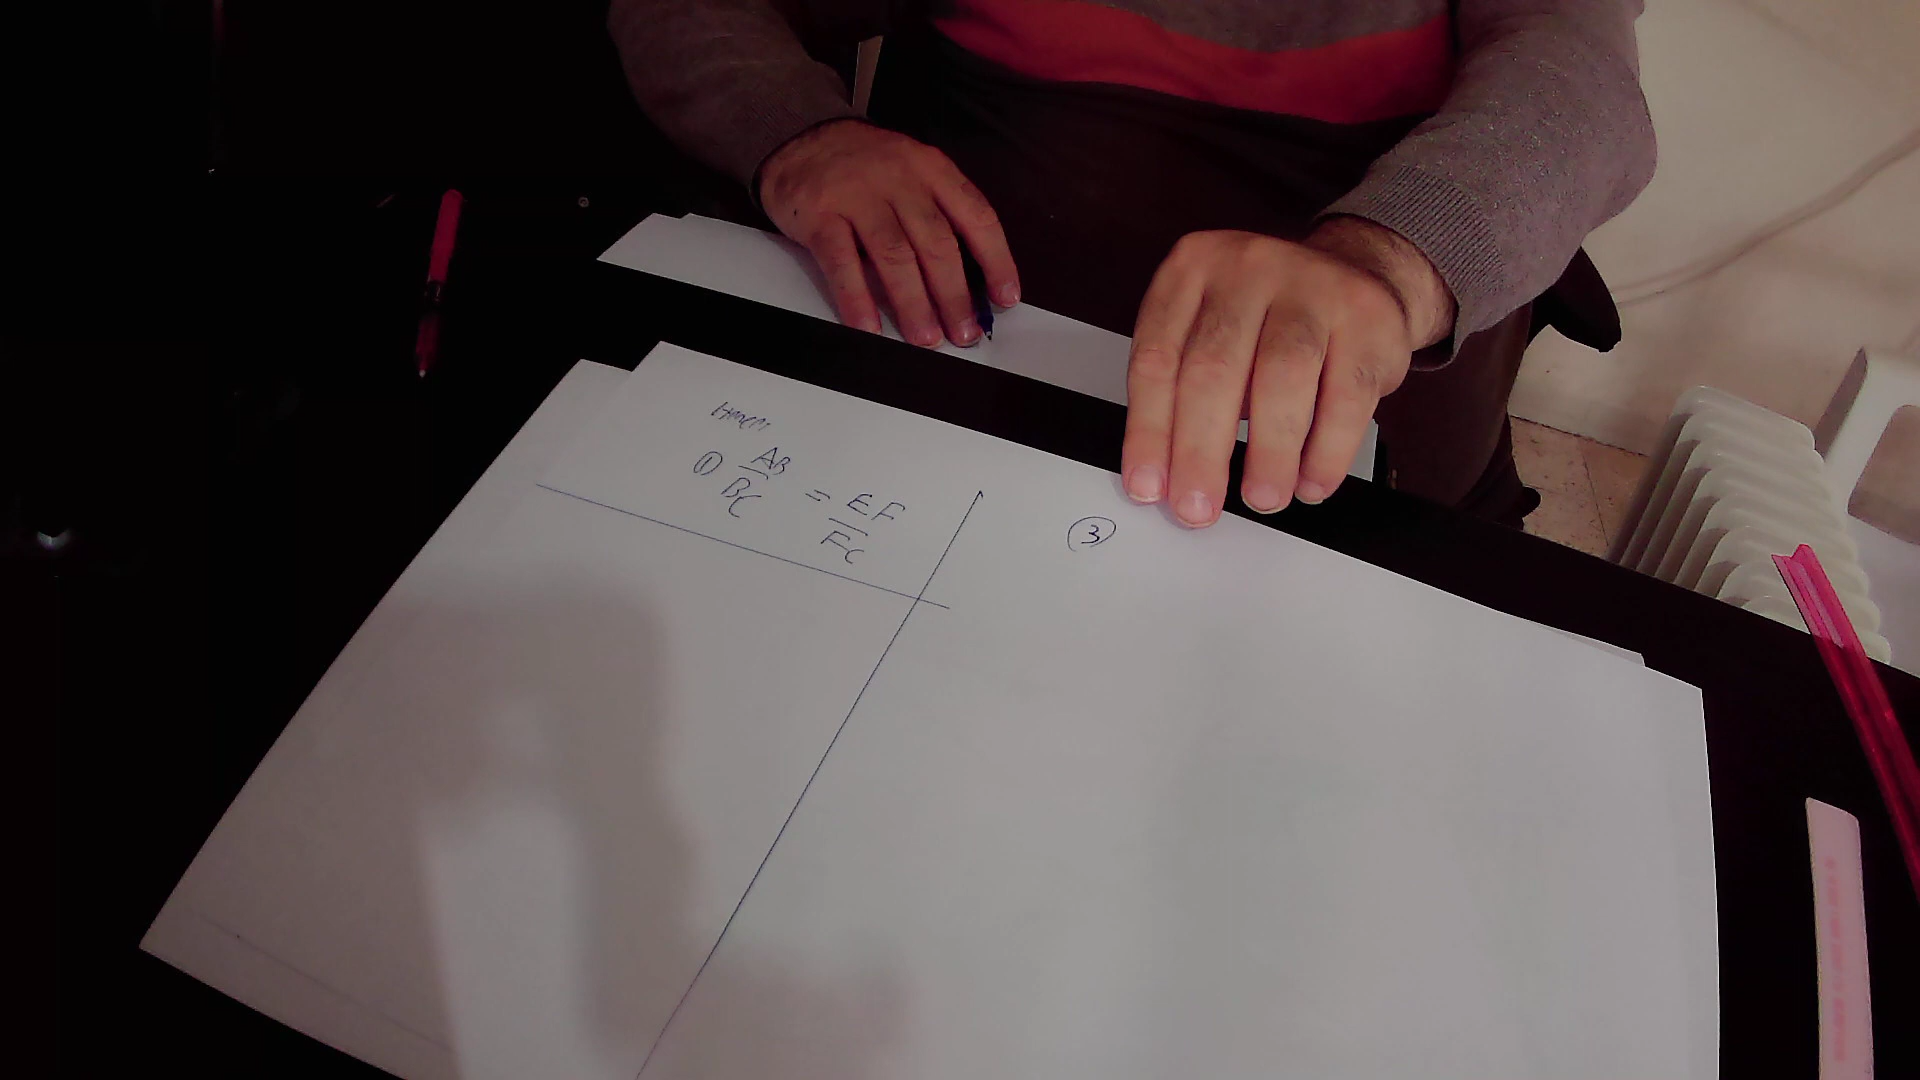 ① AB/BC = EF/FC
③